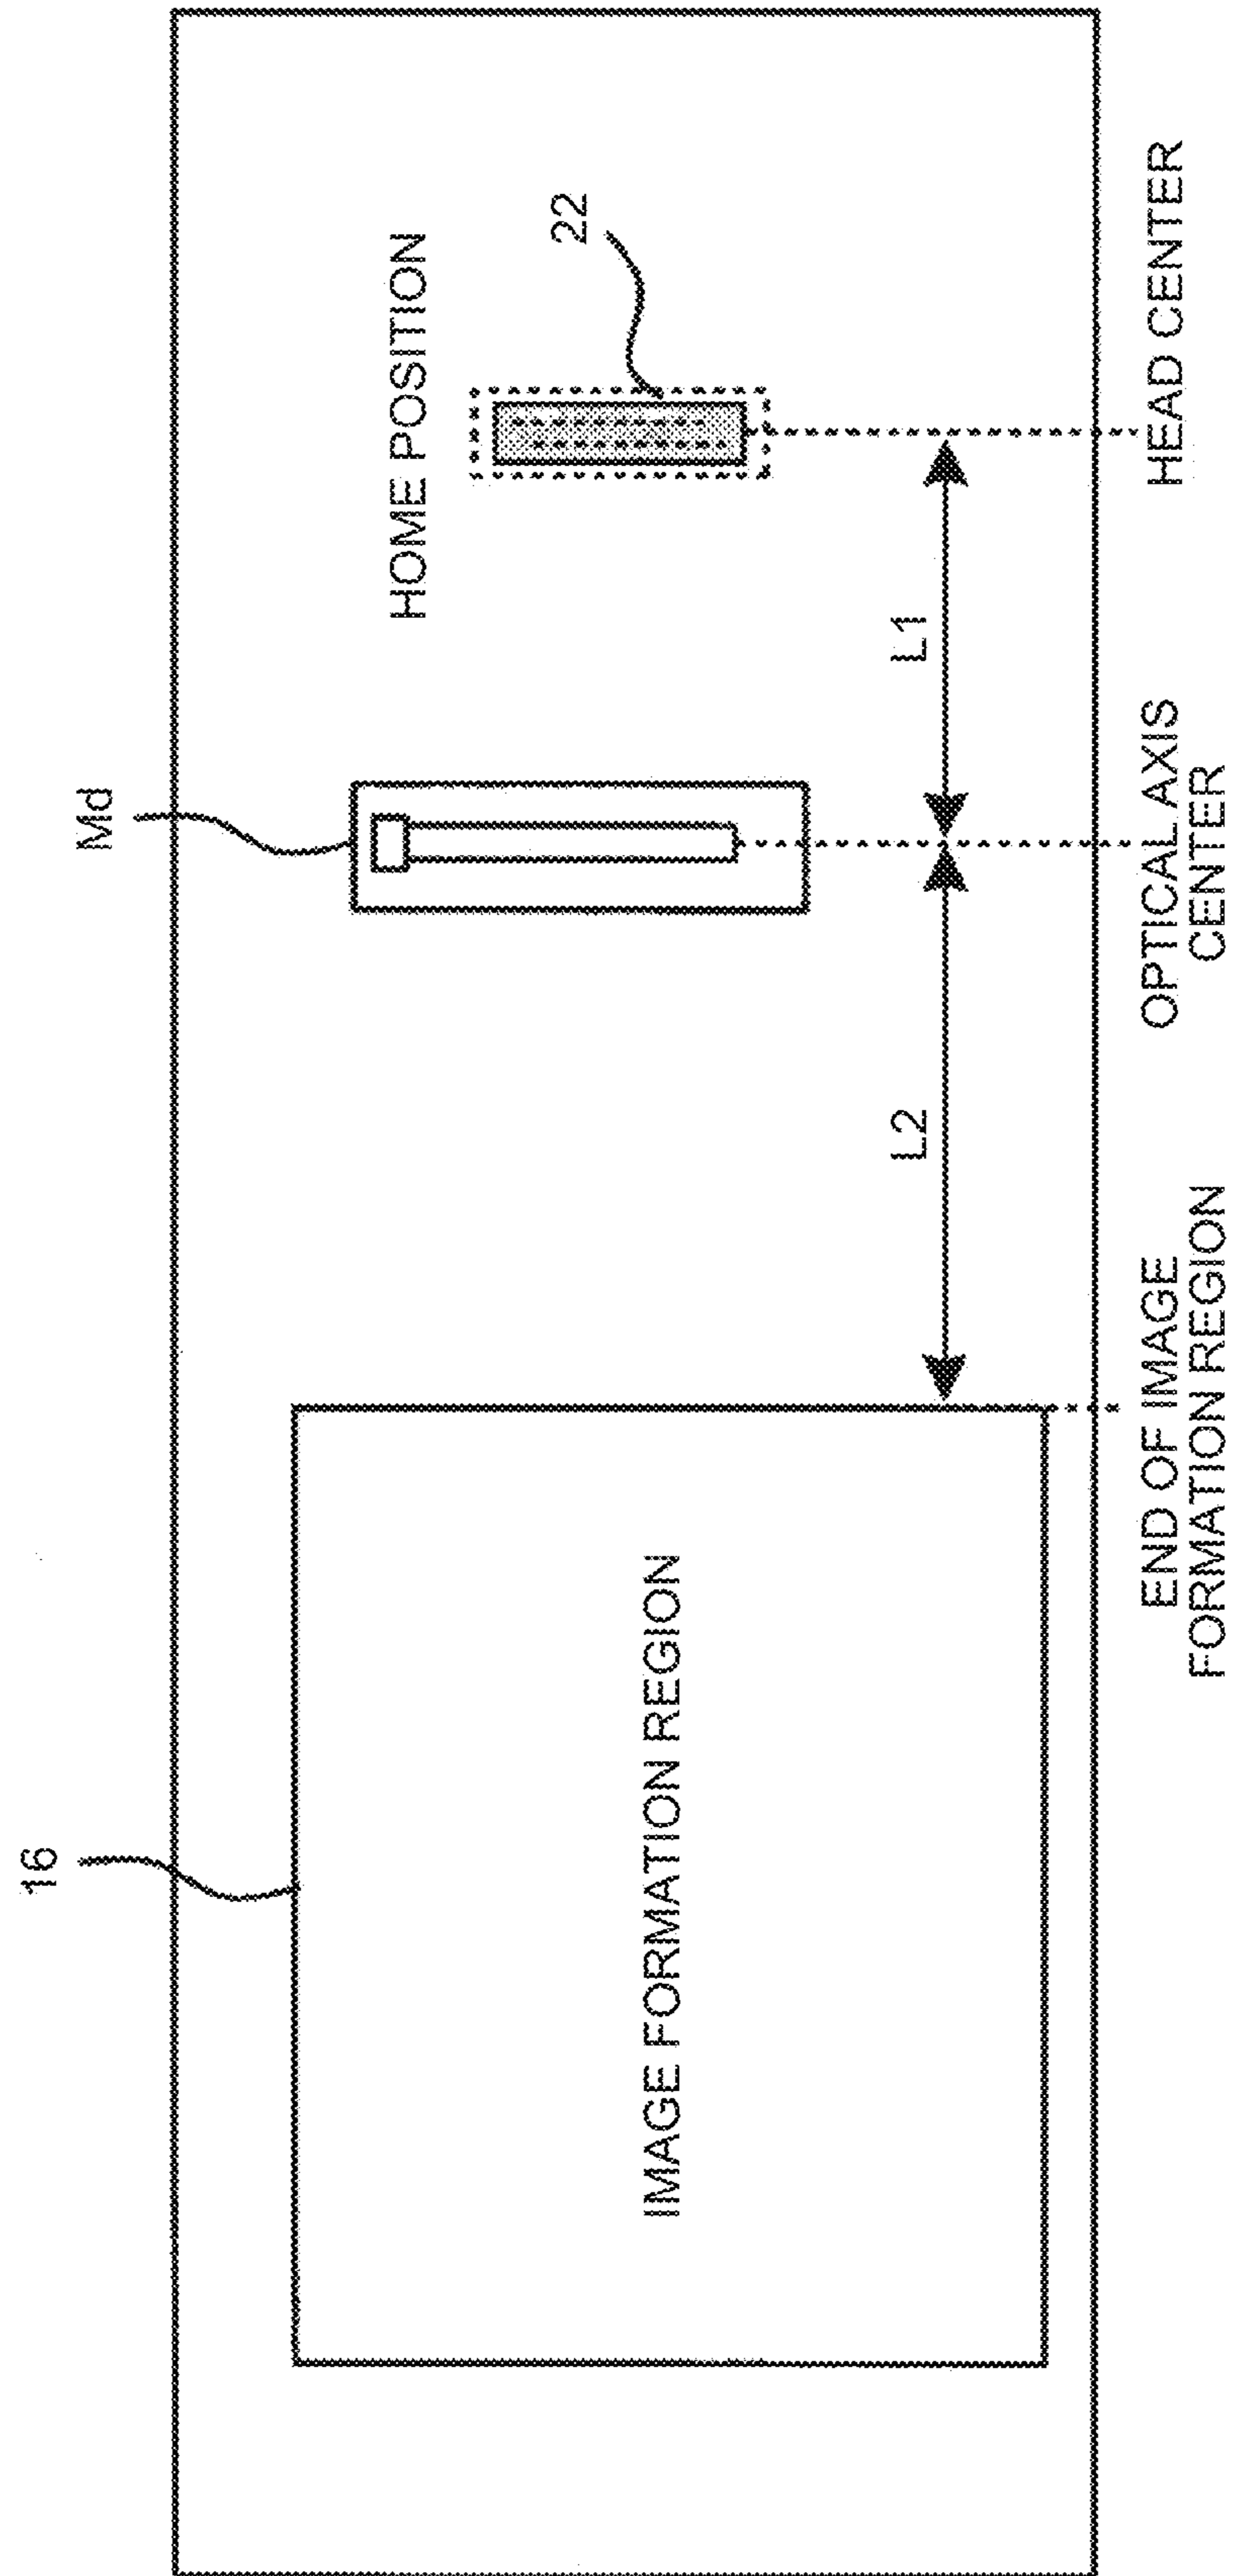 16
Md
22
HOME POSITION
IMAGE FORMATION REGION
L2
L1
END OF IMAGE
FORMATION REGION
OPTICAL AXIS
CENTER
HEAD CENTER